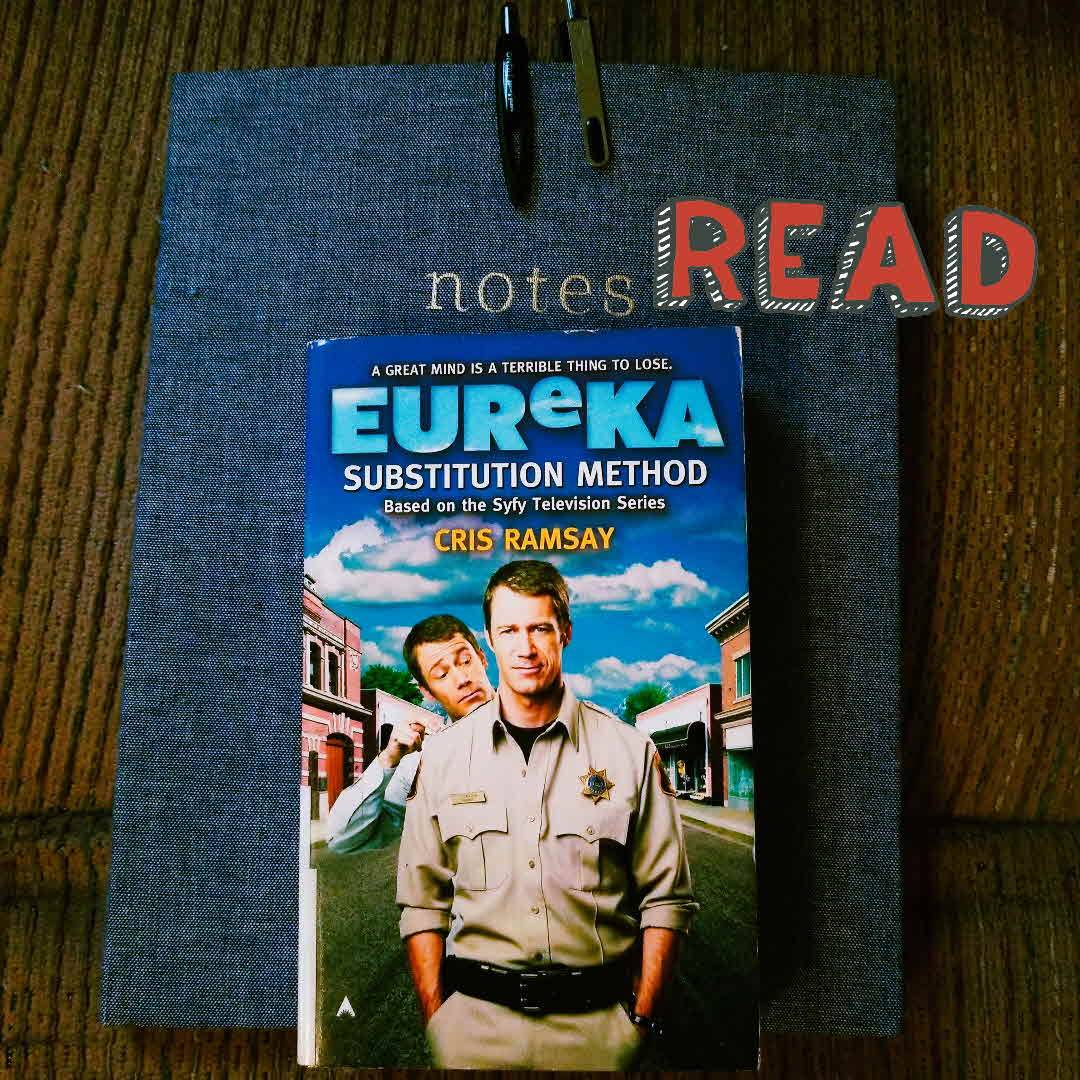 READ
notes
A GREAT MIND IS A TERRIBLE THING TO LOSE.
EUReKA
SUBSTITUTION METHOD
Based on the Syfy Television Series
CRIS RAMSAY